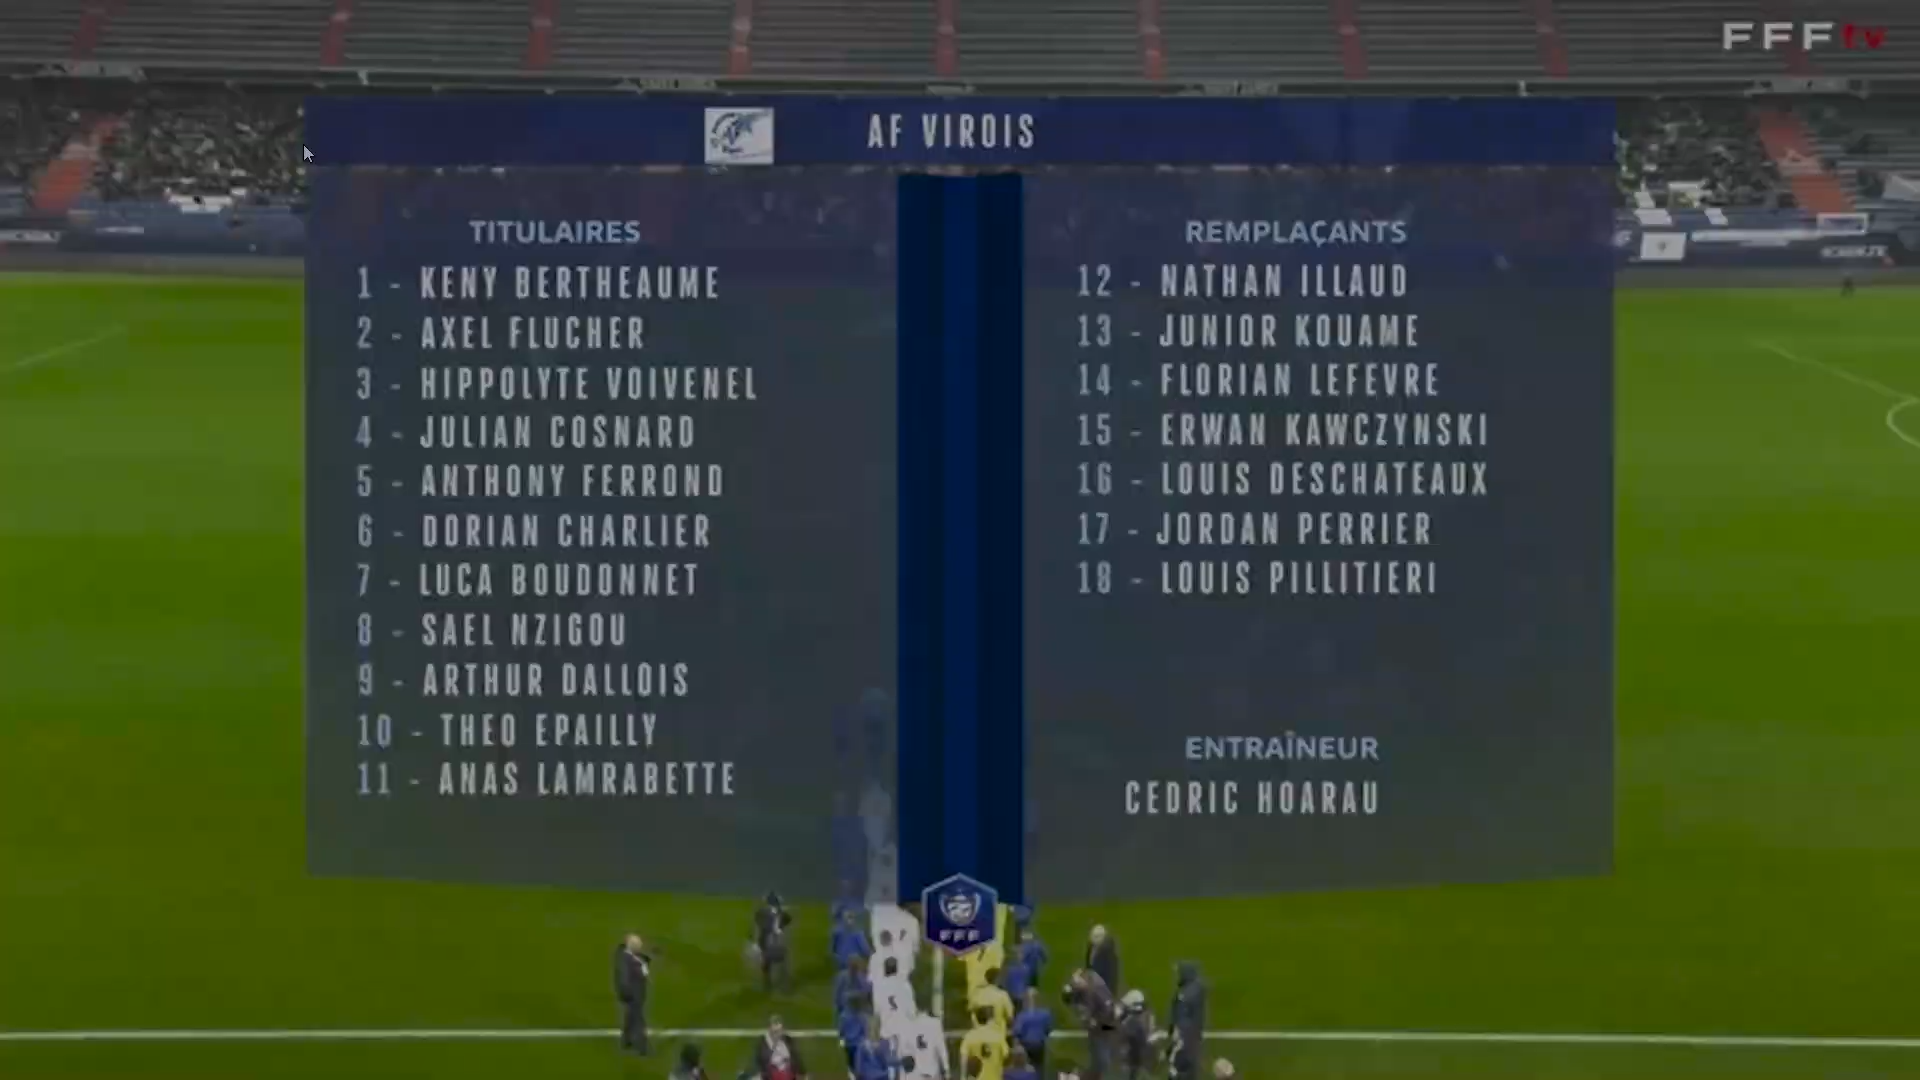 FFFtv
AF VIROIS
TITULAIRES
1 - KENY BERTHEAUME
2 - AXEL FLUCHER
3 - HIPPOLYTE VOIVENEL
4 - JULIAN COSNARD
5 - ANTHONY FERROND
6 - DORIAN CHARLIER
7 - LUCA BOUDONNET
8 - SAEL NZIGOU
9 - ARTHUR DALLOIS
10 - THEO EPAILLY
11 - ANAS LAMRABETTE
REMPLAÇANTS
12 - NATHAN ILLAUD
13 - JUNIOR KOUAME
14 - FLORIAN LEFEVRE
15 - ERWAN KAWCZYNSKI
16 - LOUIS DESCHATEAUX
17 - JORDAN PERRIER
18 - LOUIS PILLITIERI
ENTRAÎNEUR
CEDRIC HOARAU
FFF